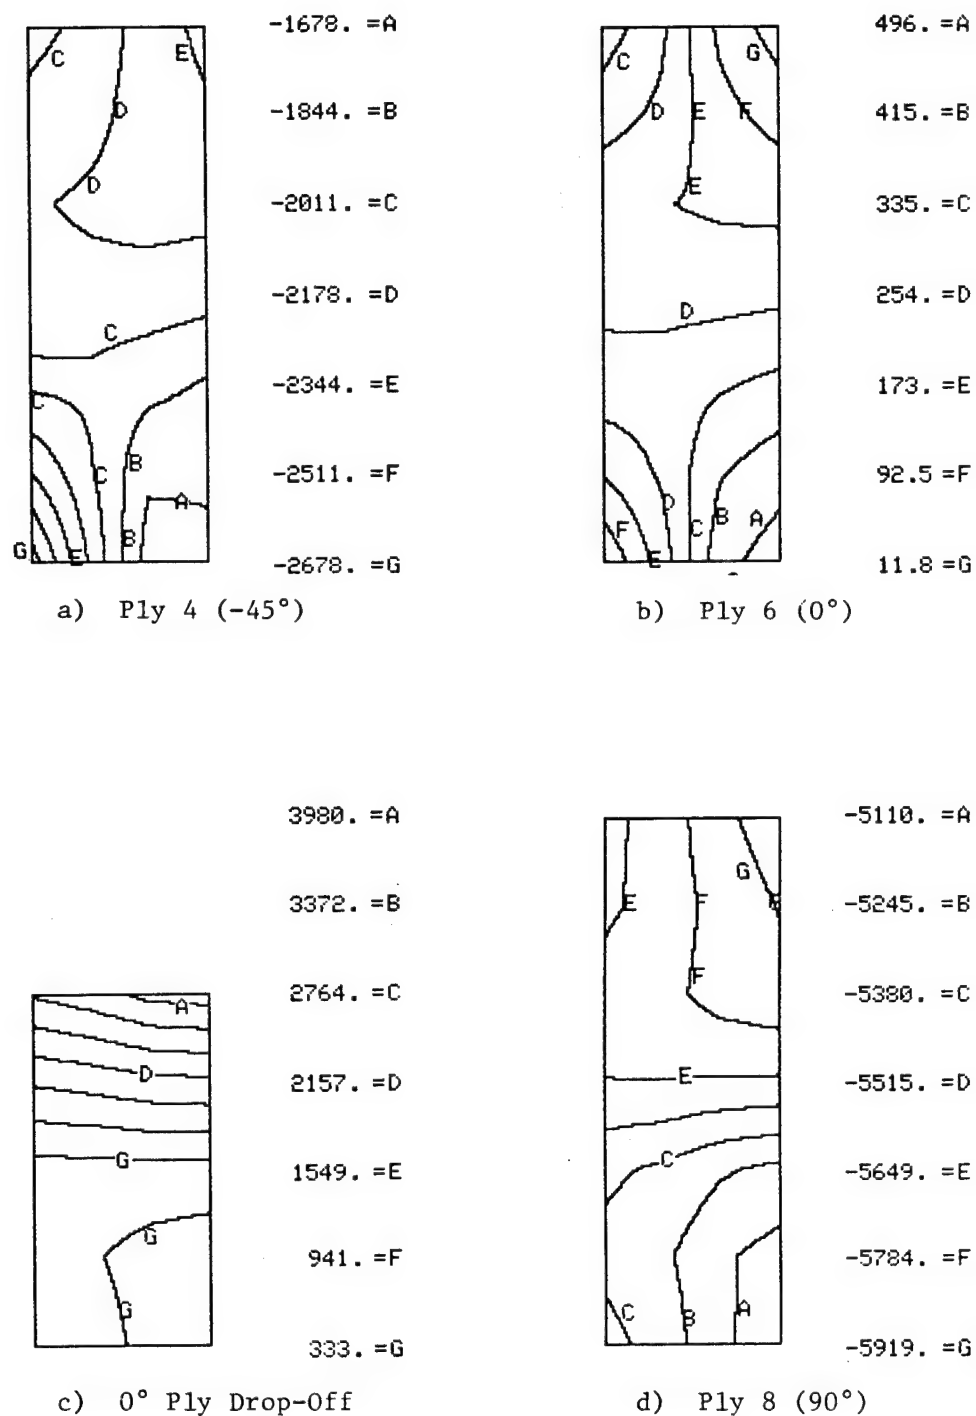 -1678. =A
-1844. =B
-2011. =C
-2178. =D
-2344. =E
-2511. =F
-2678. =G
C
E
D
D
C
C
C
B
A
B
G
E
a) Ply 4 (-45°)
496. =A
415. =B
335. =C
254. =D
173. =E
92.5 =F
11.8 =G
C
G
D
E
F
E
D
D
B
A
F
C
E
b) Ply 6 (0°)
3980. =A
3372. =B
2764. =C
2157. =D
1549. =E
941. =F
333. =G
A
D
G
G
G
c) 0° Ply Drop-Off
-5110. =A
-5245. =B
-5380. =C
-5515. =D
-5649. =E
-5784. =F
-5919. =G
G
E
F
F
E
C
C
B
A
d) Ply 8 (90°)